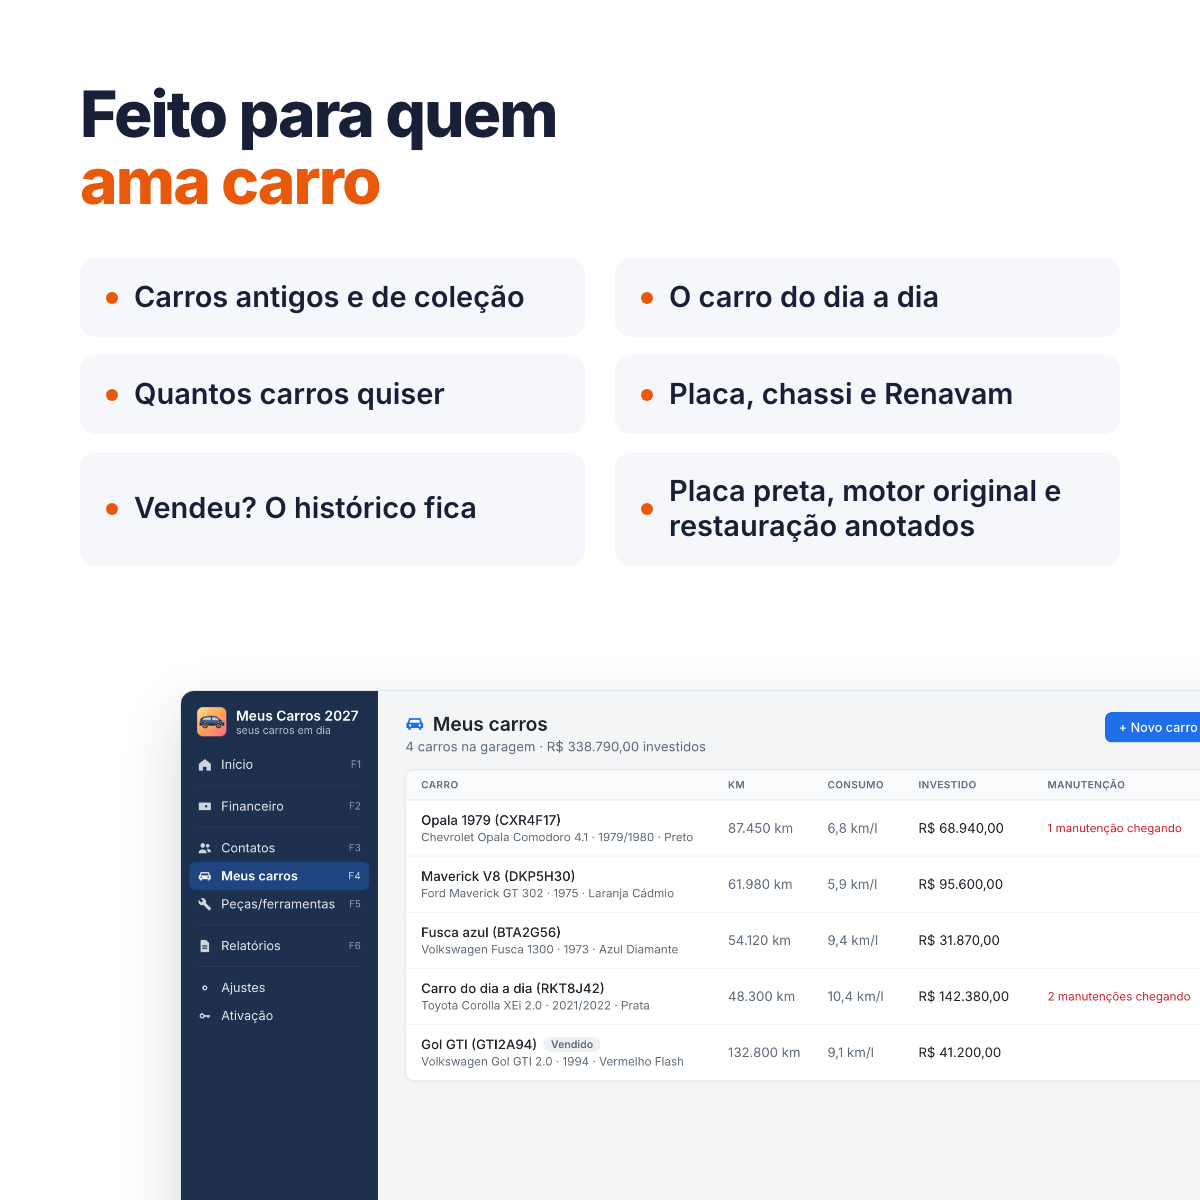 Feito para quem
ama carro
Carros antigos e de coleção
O carro do dia a dia
Quantos carros quiser
Placa, chassi e Renavam
Vendeu? O histórico fica
Placa preta, motor original e
restauração anotados
Meus Carros 2027
seus carros em dia
Início F1
Financeiro F2
Contatos F3
Meus carros F4
Peças/ferramentas F5
Relatórios F6
Ajustes
Ativação
Meus carros
4 carros na garagem · R$ 338.790,00 investidos
+ Novo carro
CARRO KM CONSUMO INVESTIDO MANUTENÇÃO
Opala 1979 (CXR4F17)
Chevrolet Opala Comodoro 4.1 · 1979/1980 · Preto
87.450 km 6,8 km/l R$ 68.940,00 1 manutenção chegando
Maverick V8 (DKP5H30)
Ford Maverick GT 302 · 1975 · Laranja Cádmio
61.980 km 5,9 km/l R$ 95.600,00
Fusca azul (BTA2G56)
Volkswagen Fusca 1300 · 1973 · Azul Diamante
54.120 km 9,4 km/l R$ 31.870,00
Carro do dia a dia (RKT8J42)
Toyota Corolla XEi 2.0 · 2021/2022 · Prata
48.300 km 10,4 km/l R$ 142.380,00 2 manutenções chegando
Gol GTI (GTI2A94) Vendido
Volkswagen Gol GTI 2.0 · 1994 · Vermelho Flash
132.800 km 9,1 km/l R$ 41.200,00